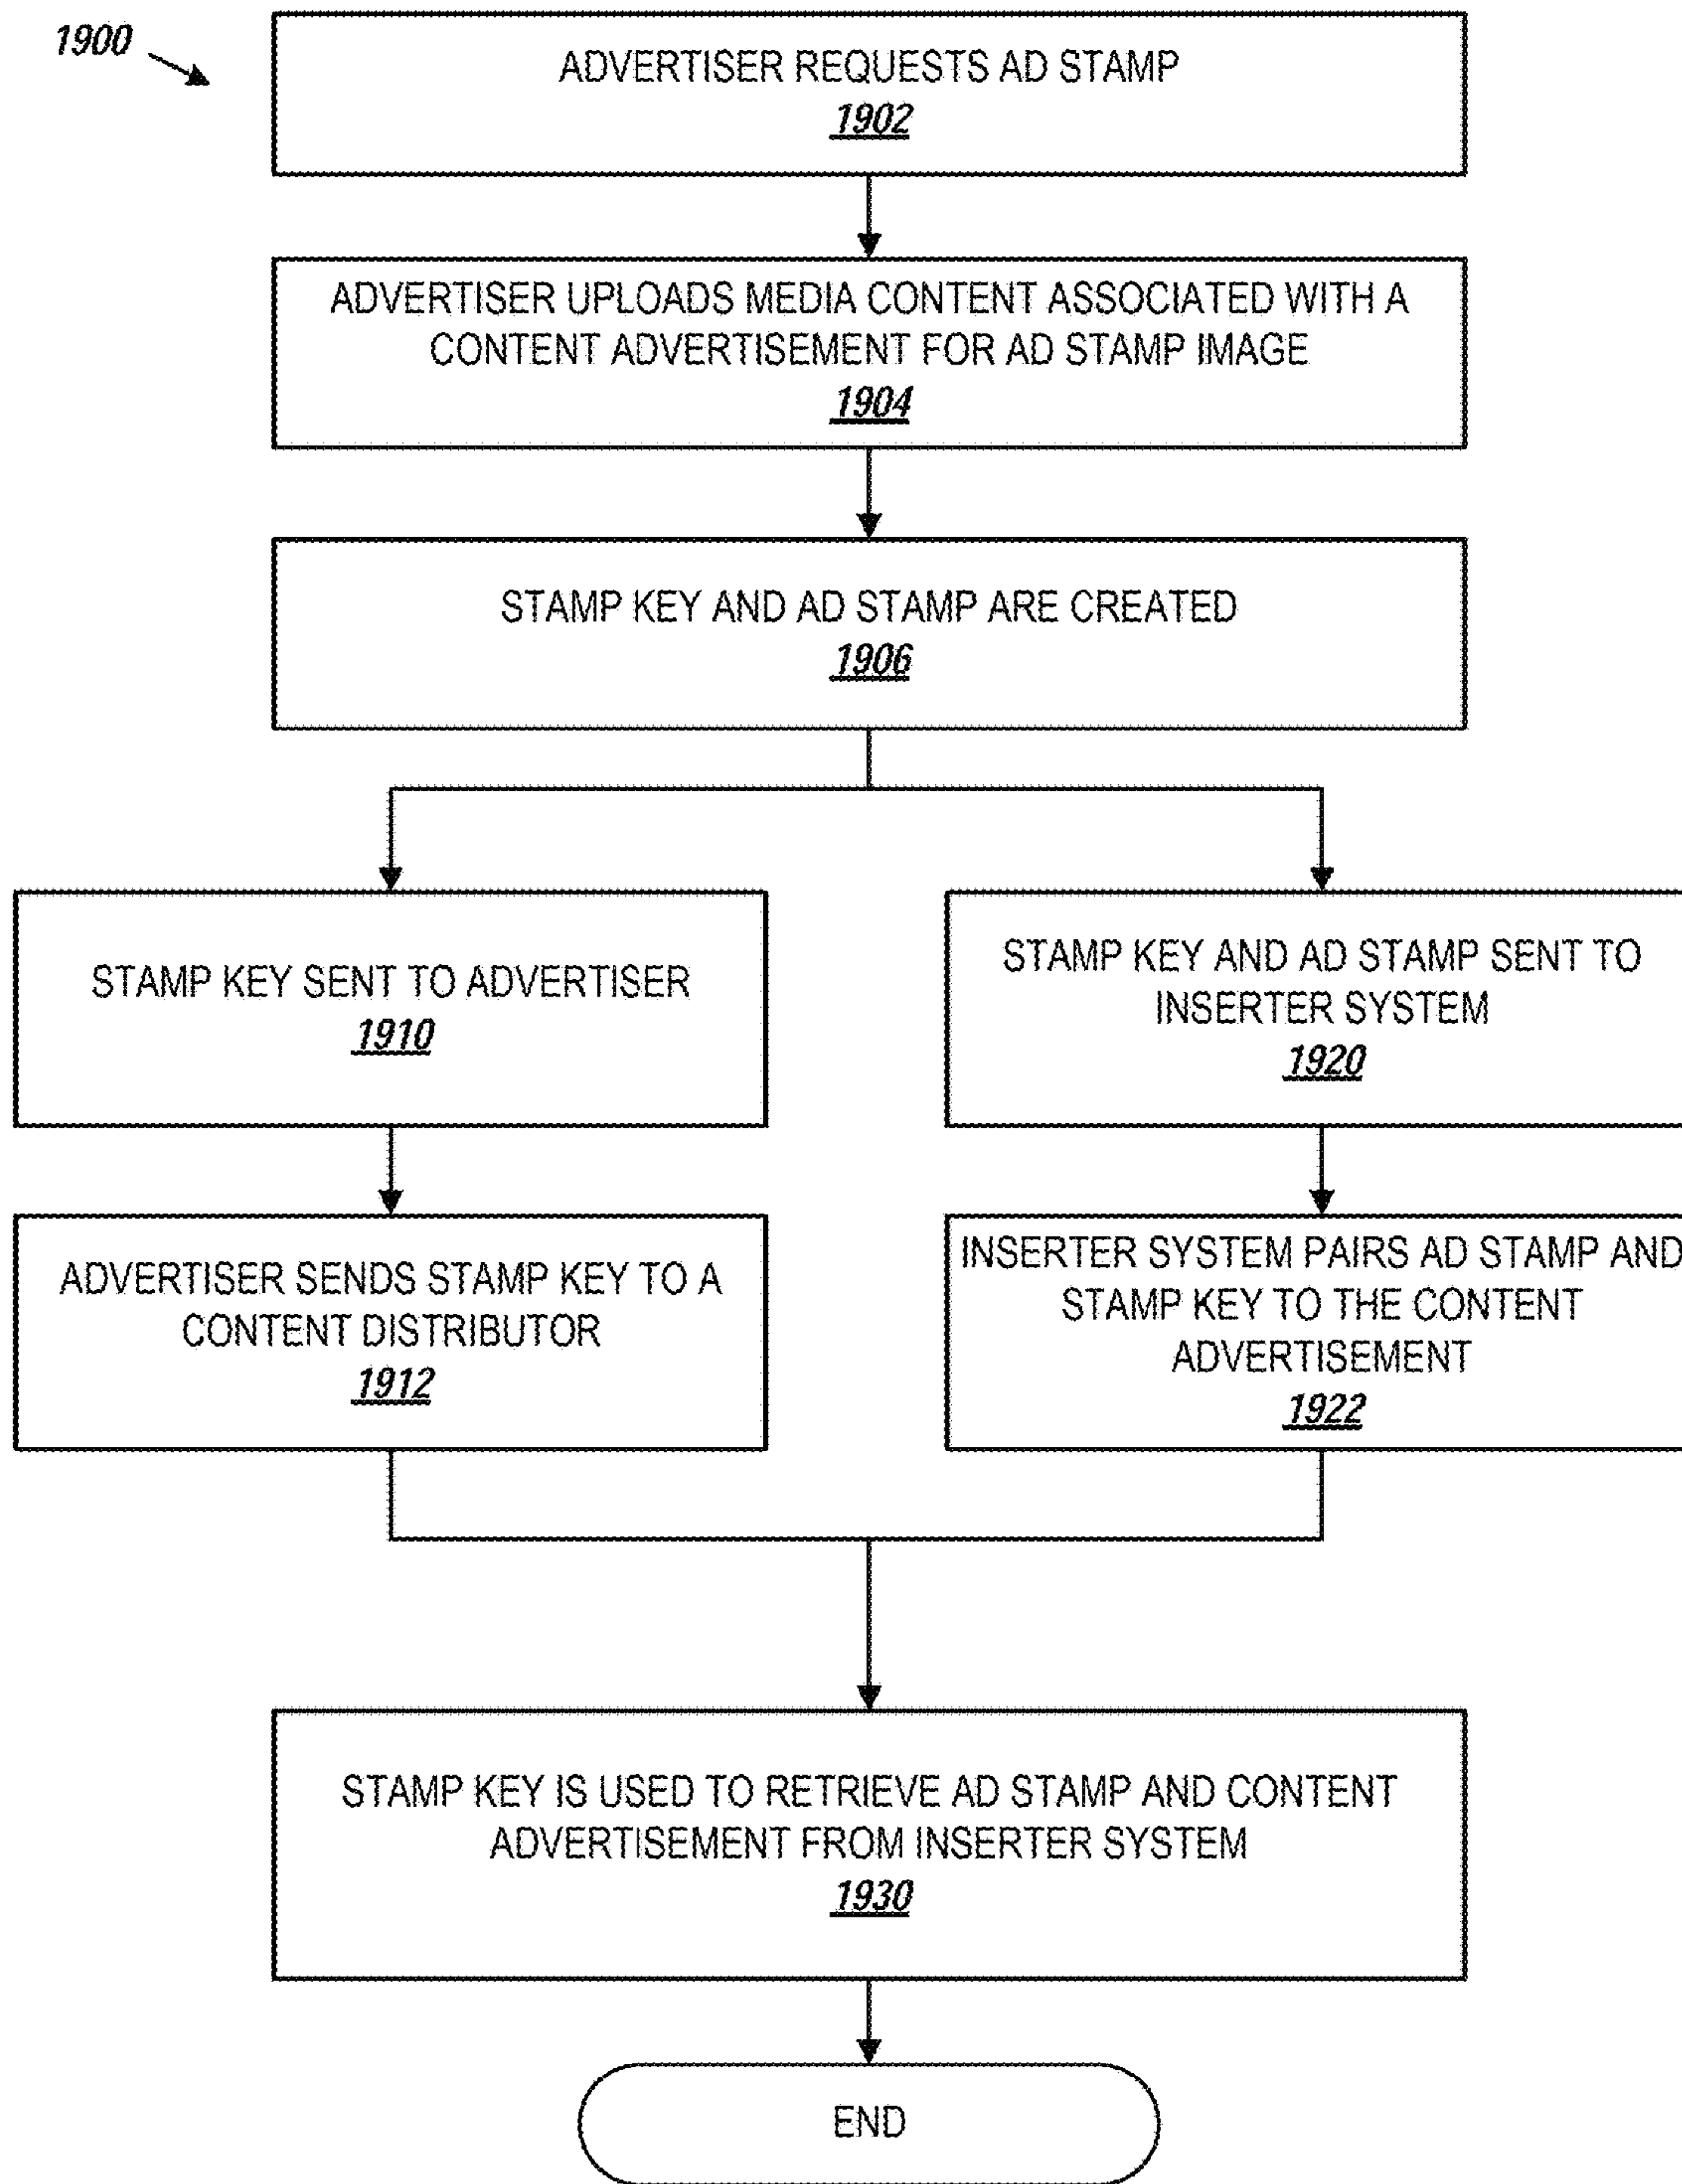 1900
ADVERTISER REQUESTS AD STAMP
1902
ADVERTISER UPLOADS MEDIA CONTENT ASSOCIATED WITH A
CONTENT ADVERTISEMENT FOR AD STAMP IMAGE
1904
STAMP KEY AND AD STAMP ARE CREATED
1906
STAMP KEY SENT TO ADVERTISER
1910
STAMP KEY AND AD STAMP SENT TO
INSERTER SYSTEM
1920
ADVERTISER SENDS STAMP KEY TO A
CONTENT DISTRIBUTOR
1912
INSERTER SYSTEM PAIRS AD STAMP AND
STAMP KEY TO THE CONTENT
ADVERTISEMENT
1922
STAMP KEY IS USED TO RETRIEVE AD STAMP AND CONTENT
ADVERTISEMENT FROM INSERTER SYSTEM
1930
END